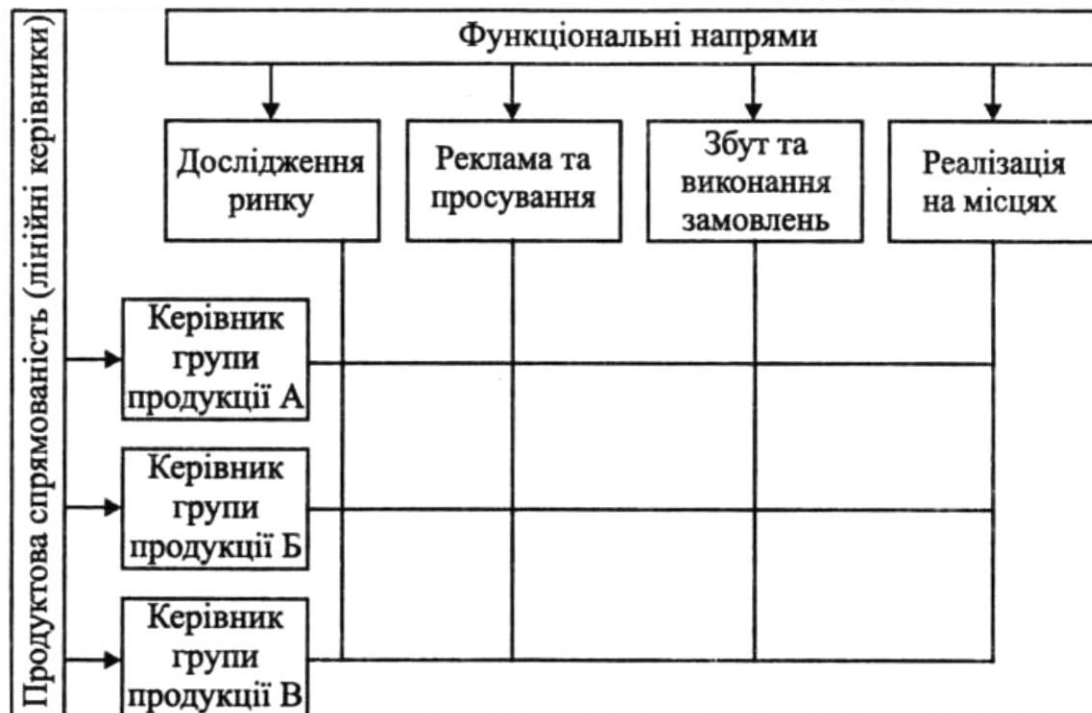 Продуктова спрямованість (лінійні керівники)
Функціональні напрями
Дослідження
ринку
Реклама та
просування
Збут та
виконання
замовлень
Реалізація
на місцях
Керівник
групи
продукції А
Керівник
групи
продукції Б
Керівник
групи
продукції В